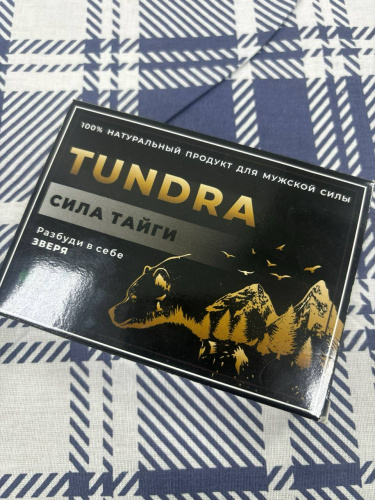 100% НАТУРАЛЬНЫЙ ПРОДУКТ ДЛЯ МУЖСКОЙ СИЛЫ
TUNDRA
СИЛА ТАЙГИ
Разбуди в себе
ЗВЕРЯ